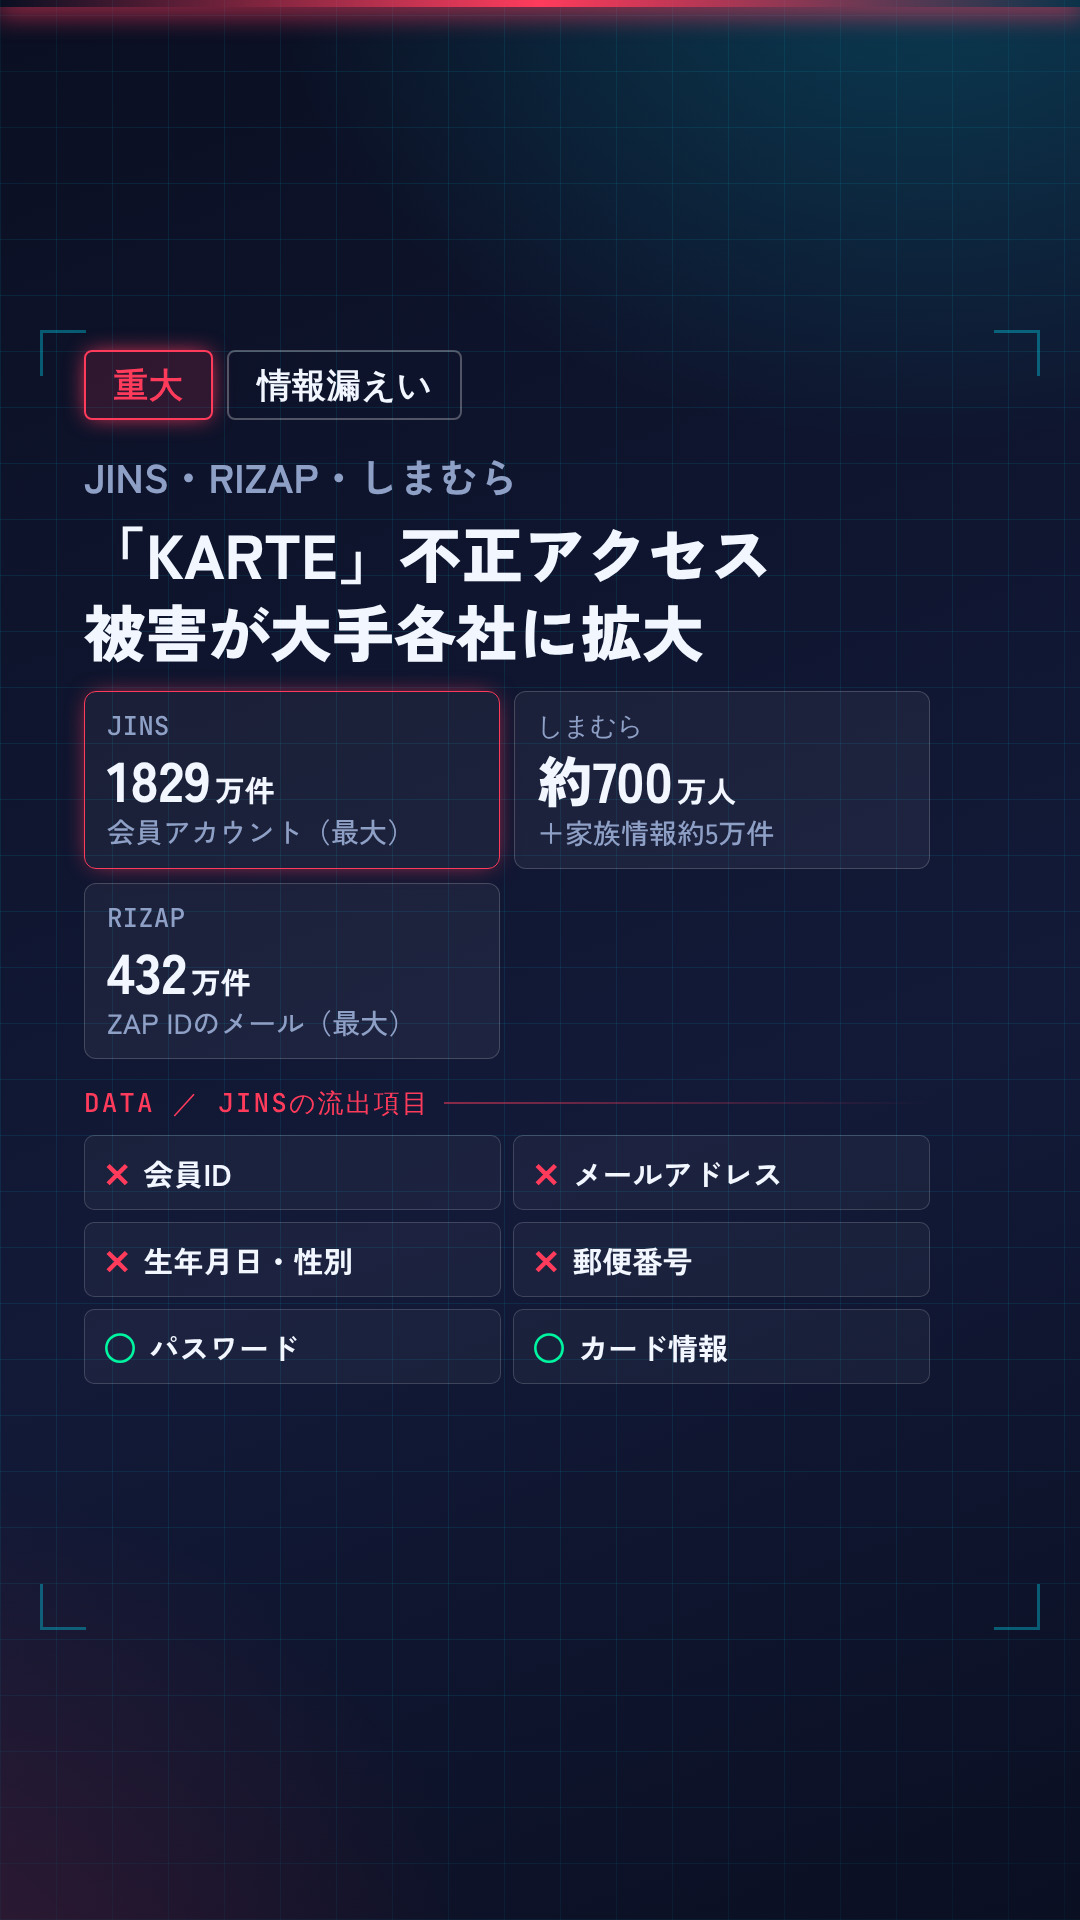 重大
情報漏えい
JINS・RIZAP・しまむら
「KARTE」不正アクセス
被害が大手各社に拡大
JINS
1829万件
会員アカウント（最大）
しまむら
約700万人
＋家族情報約5万件
RIZAP
432万件
ZAP IDのメール（最大）
DATA ／ JINSの流出項目
✕ 会員ID
✕ メールアドレス
✕ 生年月日・性別
✕ 郵便番号
◯ パスワード
◯ カード情報